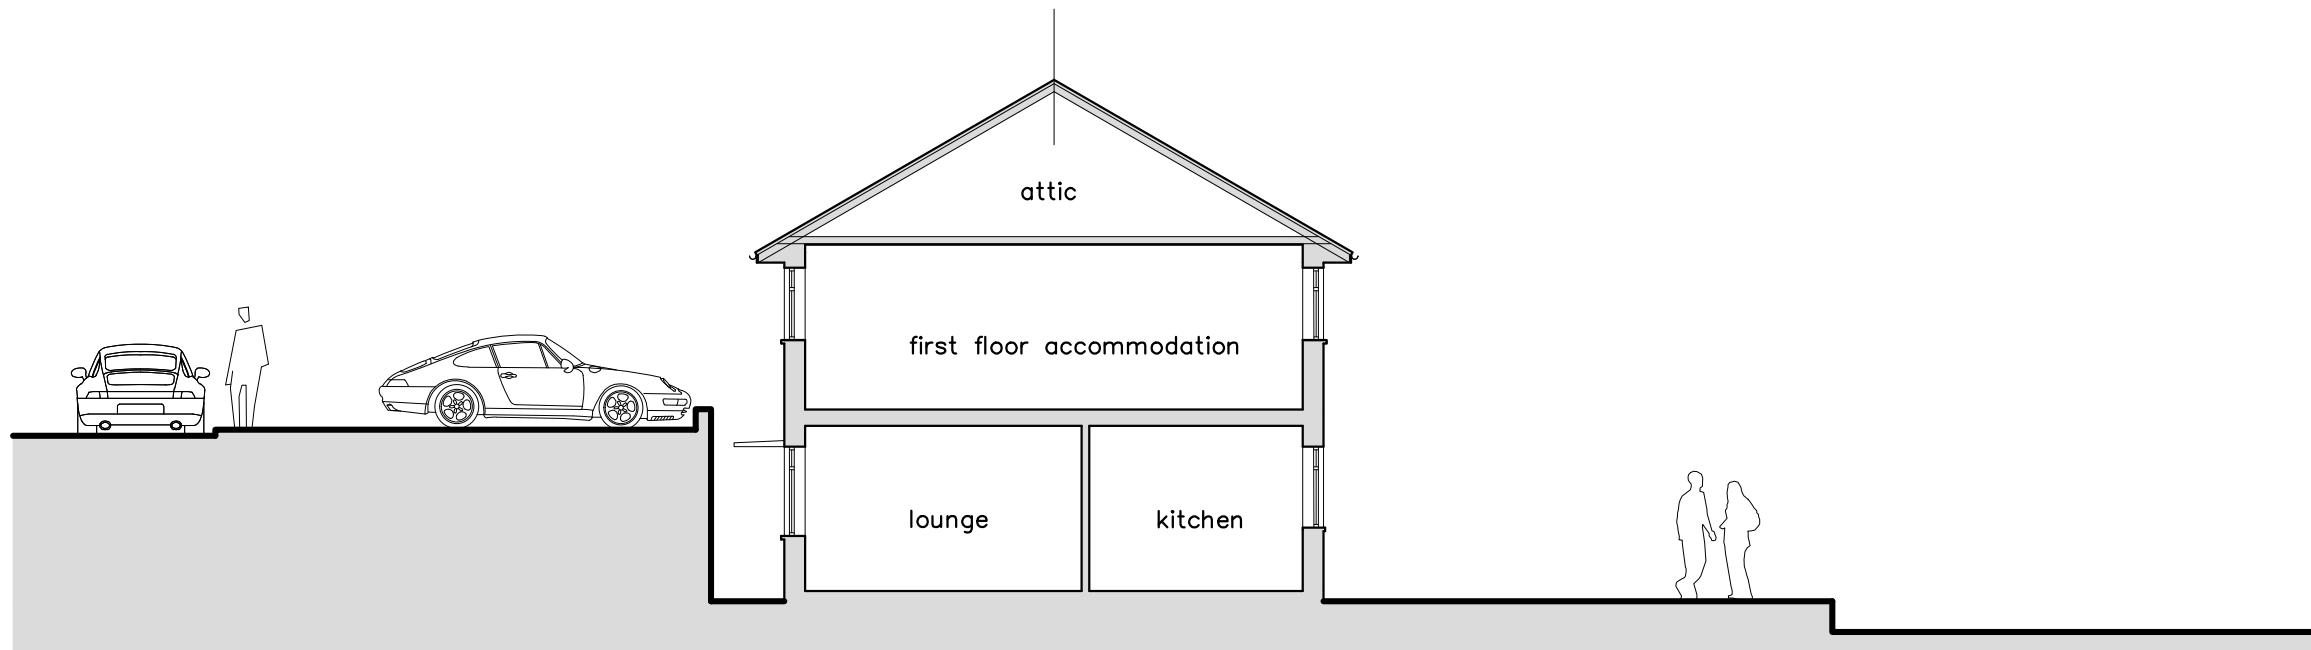 attic
first floor accommodation
lounge
kitchen